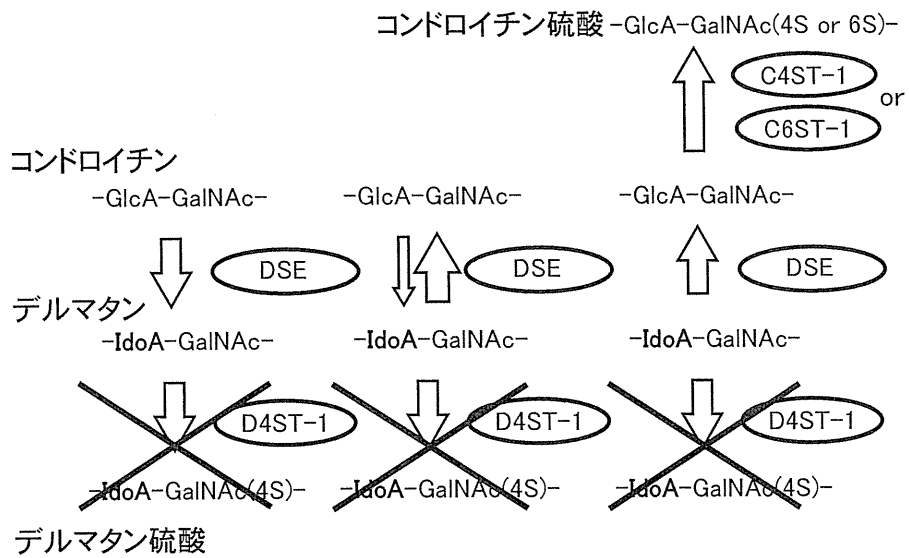 コンドロイチン硫酸 -GlcA-GalNAc(4S or 6S)-
C4ST-1
or
C6ST-1
コンドロイチン
-GlcA-GalNAc- -GlcA-GalNAc- -GlcA-GalNAc-
DSE DSE DSE
デルマタン
-IdoA-GalNAc- -IdoA-GalNAc- -IdoA-GalNAc-
D4ST-1 D4ST-1 D4ST-1
-IdoA-GalNAc(4S)- -IdoA-GalNAc(4S)- -IdoA-GalNAc(4S)-
デルマタン硫酸